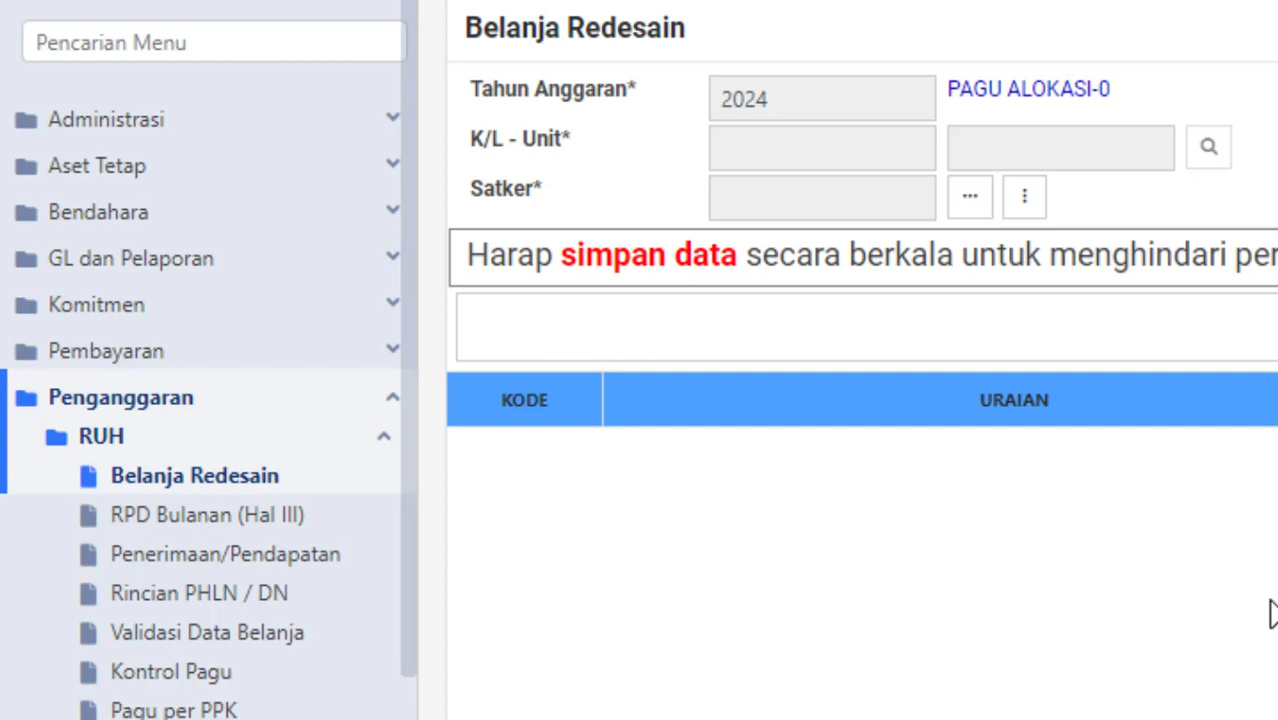 Pencarian Menu
Administrasi
Aset Tetap
Bendahara
GL dan Pelaporan
Komitmen
Pembayaran
Penganggaran
RUH
Belanja Redesain
RPD Bulanan (Hal III)
Penerimaan/Pendapatan
Rincian PHLN / DN
Validasi Data Belanja
Kontrol Pagu
Pagu per PPK
Belanja Redesain
Tahun Anggaran* 2024 PAGU ALOKASI-0
K/L - Unit*
Satker*
Harap simpan data secara berkala untuk menghindari
KODE URAIAN